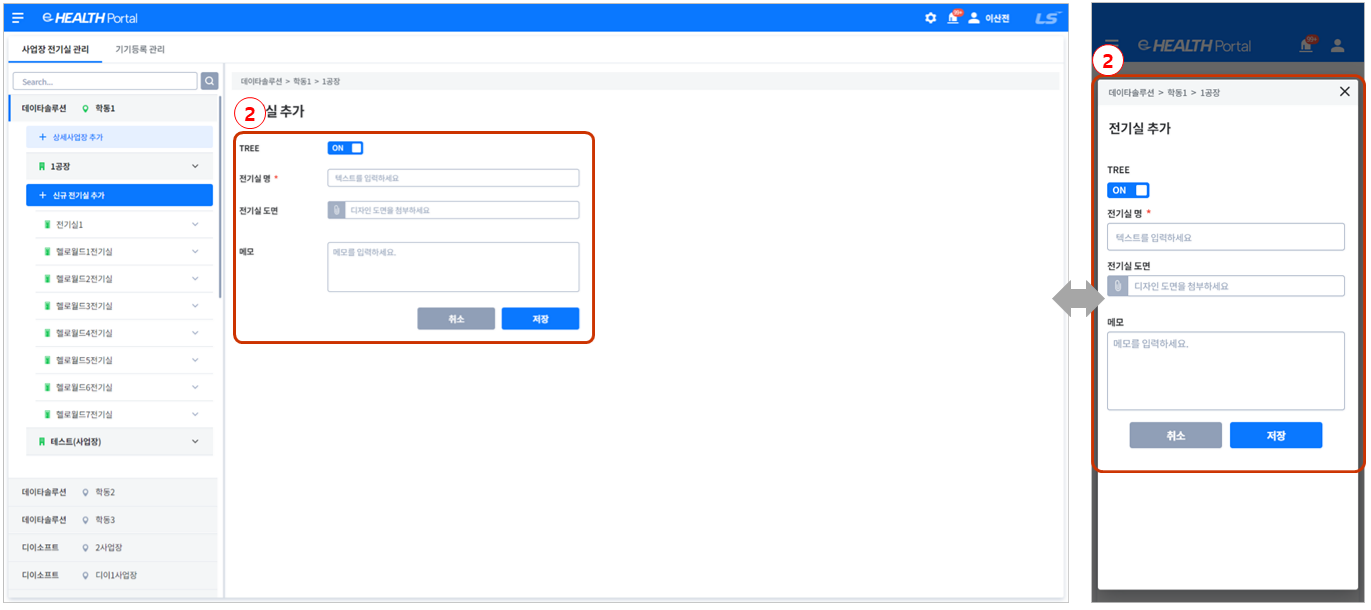 e HEALTH Portal
99+
이산전
LS
사업장 전기실 관리
기기등록 관리
Search...
데이타솔루션 학동1
+ 상세사업장 추가
1공장
+ 신규 전기실 추가
전기실1
헬로월드1전기실
헬로월드2전기실
헬로월드3전기실
헬로월드4전기실
헬로월드5전기실
헬로월드6전기실
헬로월드7전기실
테스트(사업장)
데이타솔루션 학동2
데이타솔루션 학동3
디이소프트 2사업장
디이소프트 디이1사업장
데이타솔루션 > 학동1 > 1공장
2
실 추가
TREE
ON
전기실 명 *
텍스트를 입력하세요
전기실 도면
디자인 도면을 첨부하세요
메모
메모를 입력하세요.
취소
저장
e HEALTH Portal
99+
2
데이타솔루션 > 학동1 > 1공장
전기실 추가
TREE
ON
전기실 명 *
텍스트를 입력하세요
전기실 도면
디자인 도면을 첨부하세요
메모
메모를 입력하세요.
취소
저장